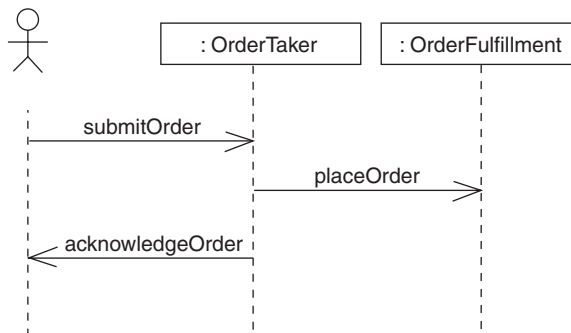 : OrderTaker
: OrderFulfillment
submitOrder
placeOrder
acknowledgeOrder